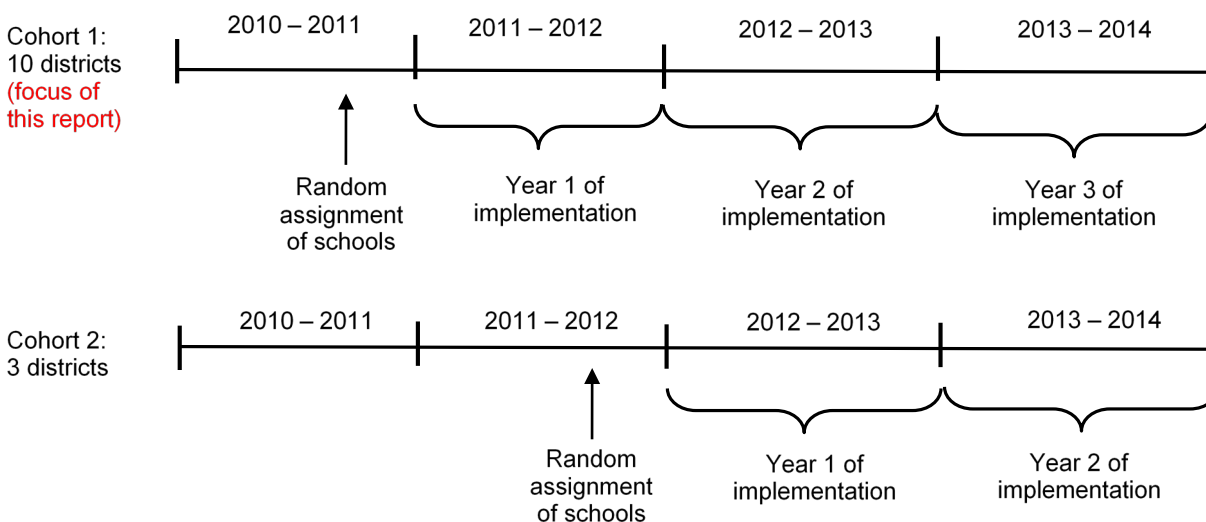 2010 – 2011
2011 – 2012
2012 – 2013
2013 – 2014
Cohort 1:
10 districts
(focus of
this report)
Random
assignment
of schools
Year 1 of
implementation
Year 2 of
implementation
Year 3 of
implementation
2010 – 2011
2011 – 2012
2012 – 2013
2013 – 2014
Cohort 2:
3 districts
Random
assignment
of schools
Year 1 of
implementation
Year 2 of
implementation